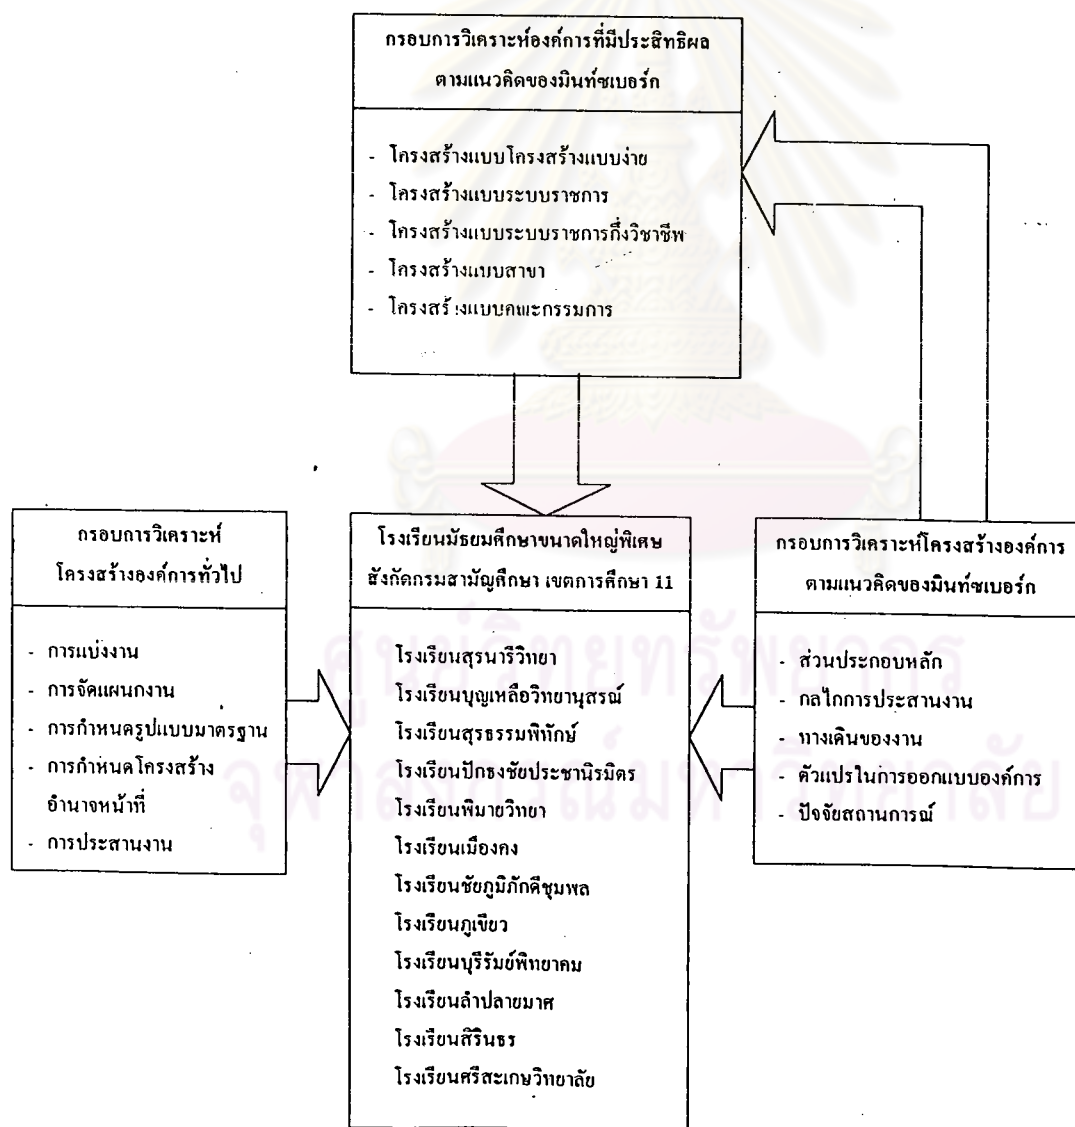 กรอบการวิเคราะห์องค์การที่มีประสิทธิผล
ตามแนวคิดของมินท์ซเบอร์ก
- โครงสร้างแบบโครงสร้างแบบง่าย
- โครงสร้างแบบระบบราชการ
- โครงสร้างแบบระบบราชการกึ่งวิชาชีพ
- โครงสร้างแบบสาขา
- โครงสร้างแบบคณะกรรมการ
กรอบการวิเคราะห์
โครงสร้างองค์การทั่วไป
- การแบ่งงาน
- การจัดแผนกงาน
- การกำหนดรูปแบบมาตรฐาน
- การกำหนดโครงสร้าง
อำนาจหน้าที่
- การประสานงาน
โรงเรียนมัธยมศึกษาขนาดใหญ่พิเศษ
สังกัดกรมสามัญศึกษา เขตการศึกษา 11
โรงเรียนสุรนารีวิทยา
โรงเรียนบุญเหลือวิทยานุสรณ์
โรงเรียนสุรธรรมพิทักษ์
โรงเรียนปักธงชัยประชานิรมิตร
โรงเรียนพิมายวิทยา
โรงเรียนเมืองคง
โรงเรียนชัยภูมิภักดีชุมพล
โรงเรียนภูเขียว
โรงเรียนบุรีรัมย์พิทยาคม
โรงเรียนลำปลายมาศ
โรงเรียนสิรินธร
โรงเรียนศรีสะเกษวิทยาลัย
กรอบการวิเคราะห์โครงสร้างองค์การ
ตามแนวคิดของมินท์ซเบอร์ก
- ส่วนประกอบหลัก
- กลไกการประสานงาน
- ทางเดินของงาน
- ตัวแปรในการออกแบบองค์การ
- ปัจจัยสถานการณ์
ศูนย์วิทยทรัพยากร
จุฬาลงกรณ์มหาวิทยาลัย